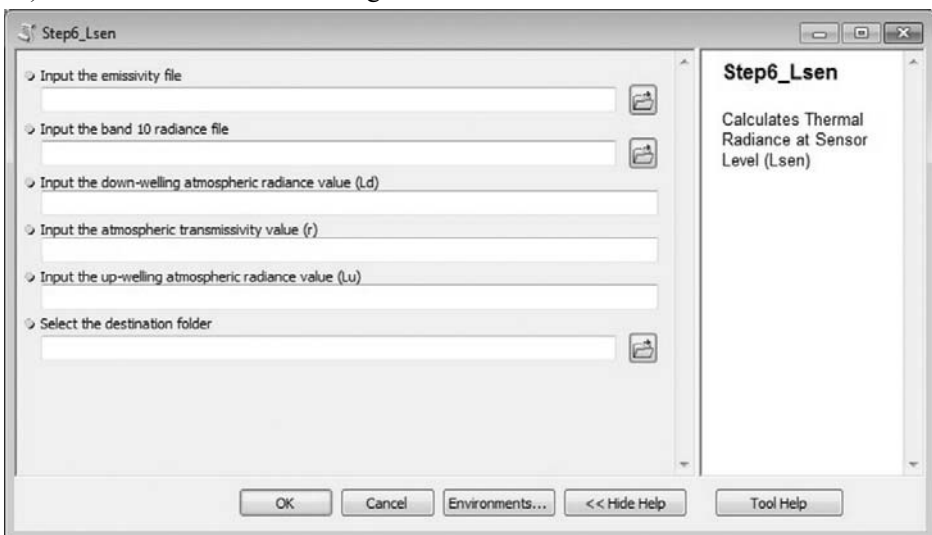 Step6_Lsen
Input the emissivity file
Input the band 10 radiance file
Input the down-welling atmospheric radiance value (Ld)
Input the atmospheric transmissivity value (r)
Input the up-welling atmospheric radiance value (Lu)
Select the destination folder
Step6_Lsen
Calculates Thermal
Radiance at Sensor
Level (Lsen)
OK
Cancel
Environments...
<< Hide Help
Tool Help